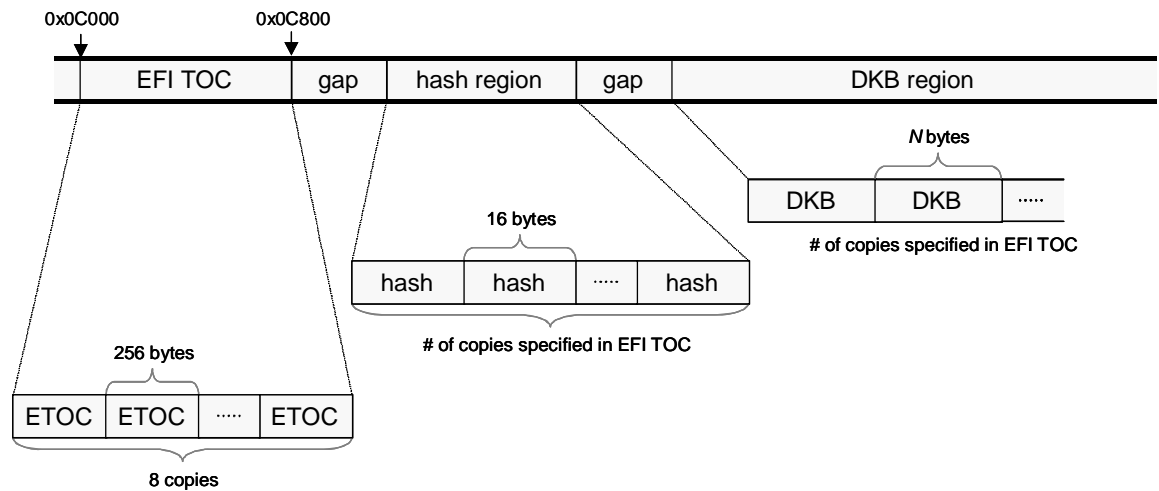 0x0C000
0x0C800
EFI TOC
gap
hash region
gap
DKB region
N bytes
DKB
DKB
.....
# of copies specified in EFI TOC
16 bytes
hash
hash
.....
hash
# of copies specified in EFI TOC
256 bytes
ETOC
ETOC
.....
ETOC
8 copies